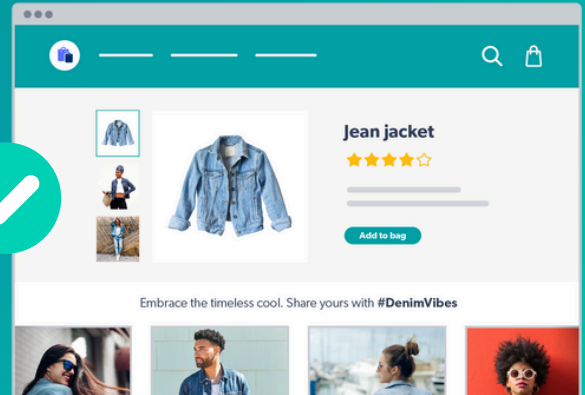 Jean jacket
Add to bag
Embrace the timeless cool. Share yours with #DenimVibes